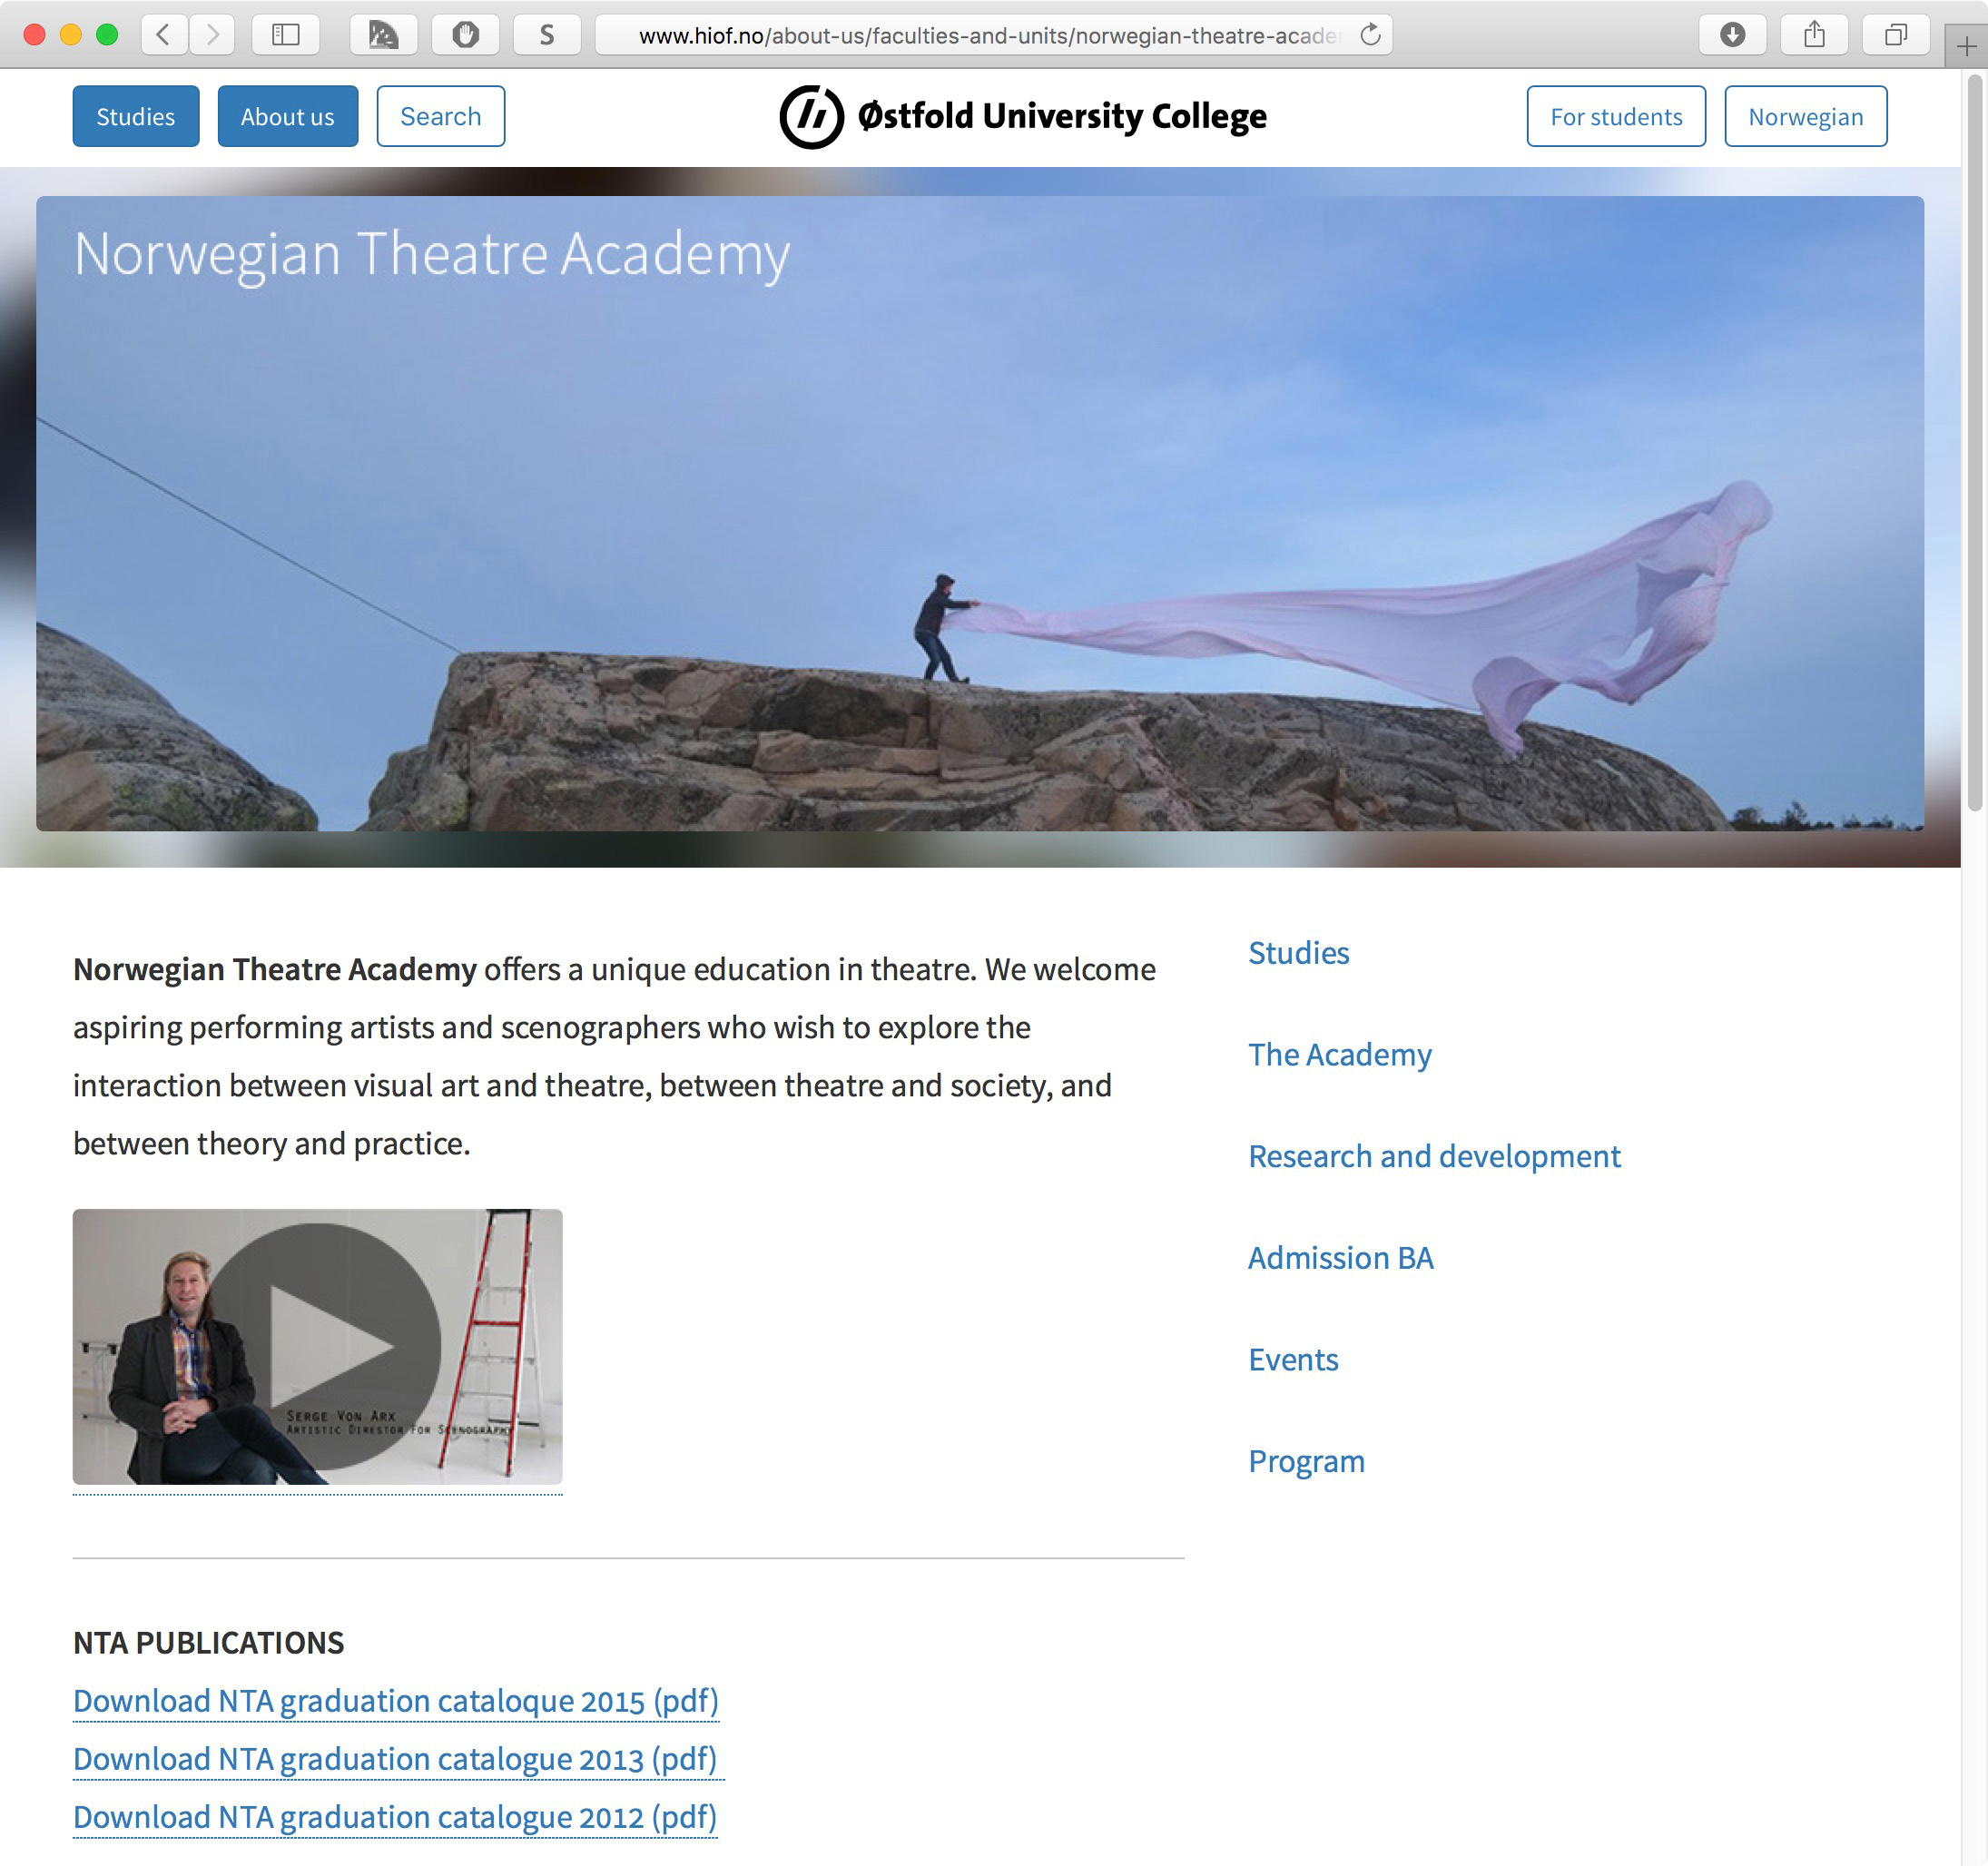 S
www.hiof.no/about-us/faculties-and-units/norwegian-theatre-acade
Studies
About us
Search
Østfold University College
For students
Norwegian
Norwegian Theatre Academy
Norwegian Theatre Academy offers a unique education in theatre. We welcome
aspiring performing artists and scenographers who wish to explore the
interaction between visual art and theatre, between theatre and society, and
between theory and practice.
Serge Von Arx
Artistic Director For Scenography
NTA PUBLICATIONS
Download NTA graduation cataloque 2015 (pdf)
Download NTA graduation catalogue 2013 (pdf)
Download NTA graduation catalogue 2012 (pdf)
Studies
The Academy
Research and development
Admission BA
Events
Program